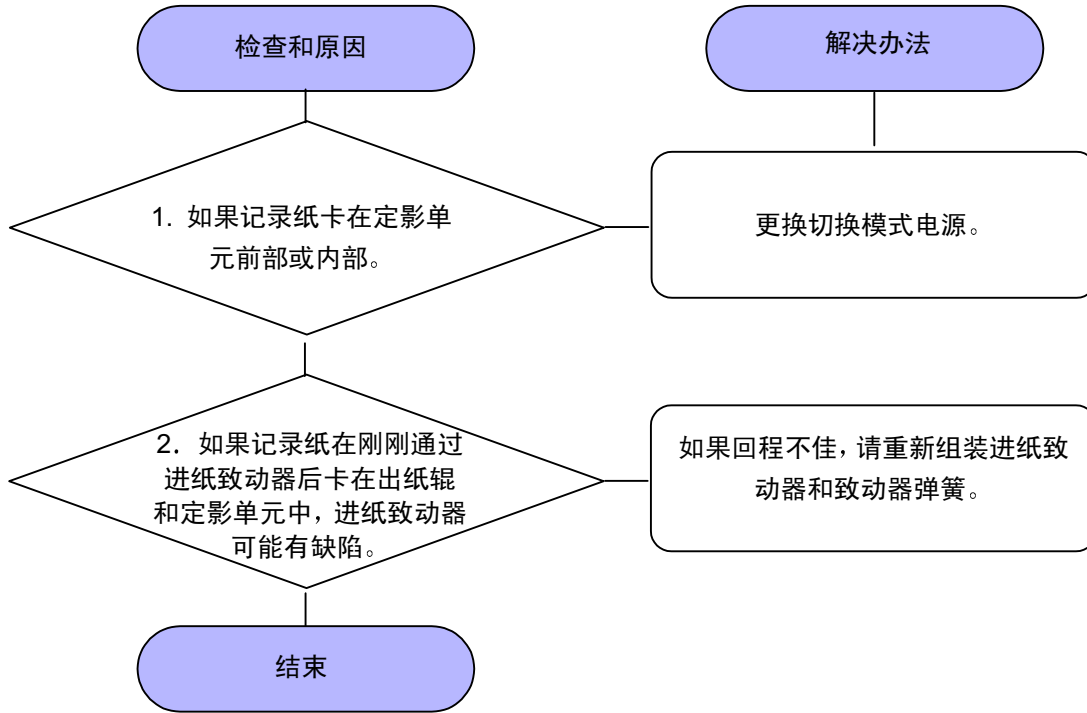 检查和原因
解决办法
1. 如果记录纸卡在定影单
元前部或内部。
更换切换模式电源。
2. 如果记录纸在刚刚通过
进纸致动器后卡在出纸辊
和定影单元中，进纸致动器
可能有缺陷。
如果回程不佳，请重新组装进纸致
动器和致动器弹簧。
结束